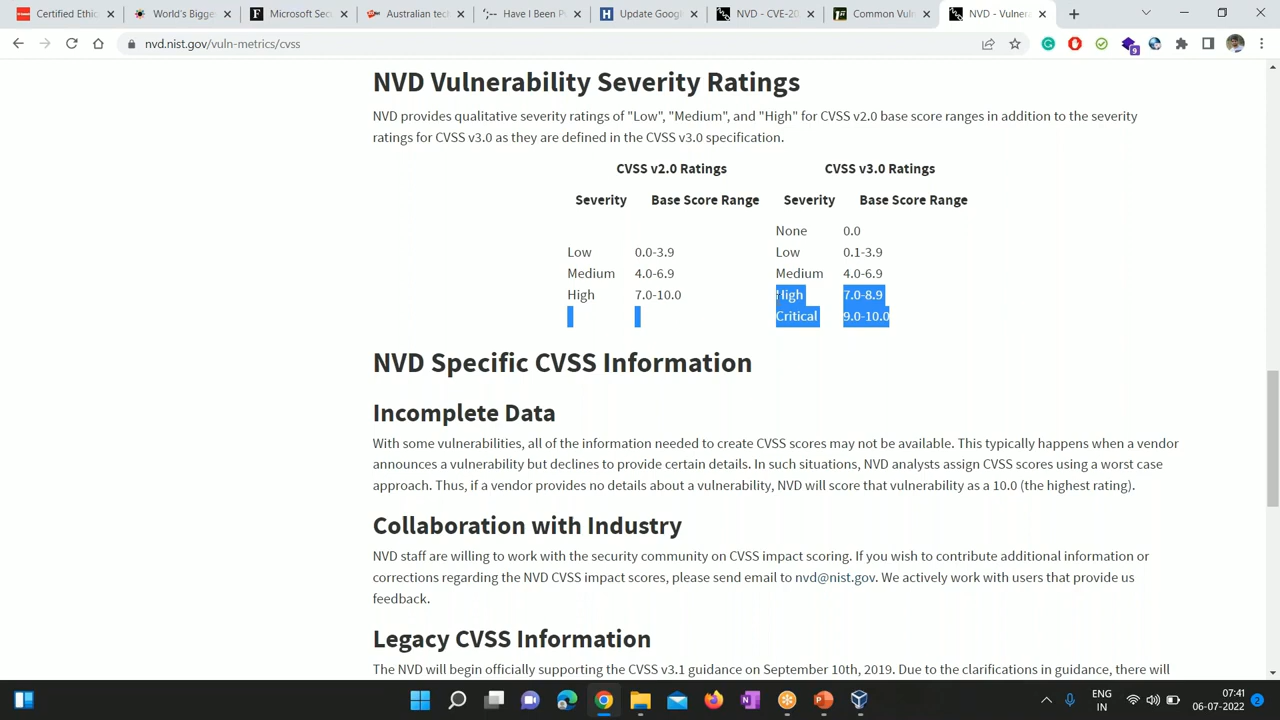 Certified Ethic
World's Bigges
Microsoft Secu
Australian tech
Have I Been Pw
Update Google
NVD - CVE-20
Common Vuln
NVD - Vulnera
nvd.nist.gov/vuln-metrics/cvss
9
NVD Vulnerability Severity Ratings
NVD provides qualitative severity ratings of "Low", "Medium", and "High" for CVSS v2.0 base score ranges in addition to the severity
ratings for CVSS v3.0 as they are defined in the CVSS v3.0 specification.
CVSS v2.0 Ratings CVSS v3.0 Ratings
Severity Base Score Range Severity Base Score Range
None 0.0
Low 0.0-3.9 Low 0.1-3.9
Medium 4.0-6.9 Medium 4.0-6.9
High 7.0-10.0 High 7.0-8.9
Critical 9.0-10.0
NVD Specific CVSS Information
Incomplete Data
With some vulnerabilities, all of the information needed to create CVSS scores may not be available. This typically happens when a vendor
announces a vulnerability but declines to provide certain details. In such situations, NVD analysts assign CVSS scores using a worst case
approach. Thus, if a vendor provides no details about a vulnerability, NVD will score that vulnerability as a 10.0 (the highest rating).
Collaboration with Industry
NVD staff are willing to work with the security community on CVSS impact scoring. If you wish to contribute additional information or
corrections regarding the NVD CVSS impact scores, please send email to nvd@nist.gov. We actively work with users that provide us
feedback.
Legacy CVSS Information
The NVD will begin officially supporting the CVSS v3.1 guidance on September 10th, 2019. Due to the clarifications in guidance, there will
ENG
IN
07:41
06-07-2022